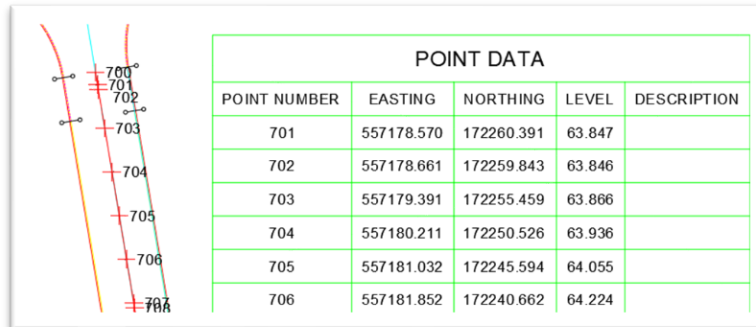 700
701
702
703
704
705
706
707
708
POINT DATA
POINT NUMBER EASTING NORTHING LEVEL DESCRIPTION
701 557178.570 172260.391 63.847
702 557178.661 172259.843 63.846
703 557179.391 172255.459 63.866
704 557180.211 172250.526 63.936
705 557181.032 172245.594 64.055
706 557181.852 172240.662 64.224